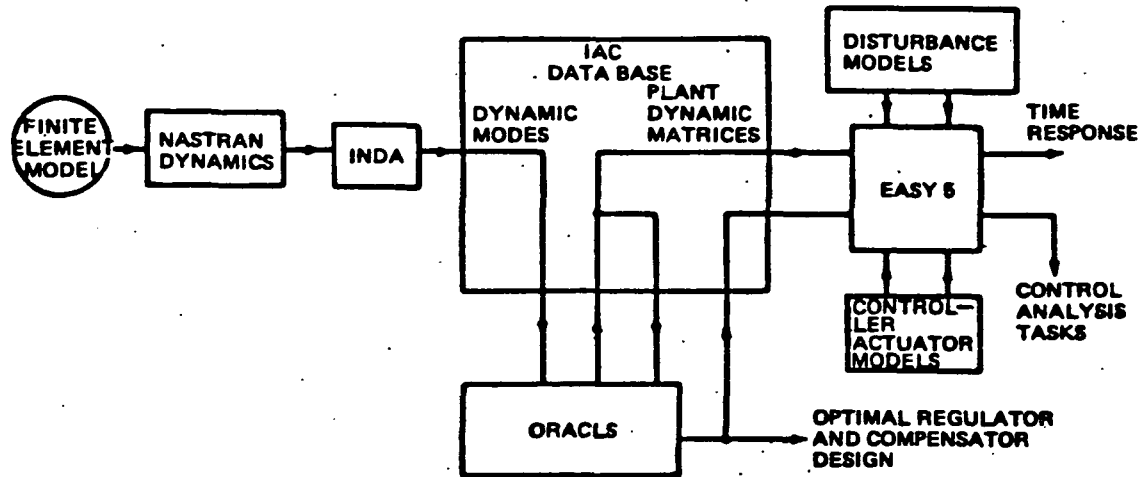 FINITE
ELEMENT
MODEL
NASTRAN
DYNAMICS
INDA
IAC
DATA BASE
DYNAMIC
MODES
PLANT
DYNAMIC
MATRICES
DISTURBANCE
MODELS
EASY 5
TIME
RESPONSE
CONTROL
ANALYSIS
TASKS
CONTROL—
LER
ACTUATOR
MODELS
ORACLS
OPTIMAL REGULATOR
AND COMPENSATOR
DESIGN